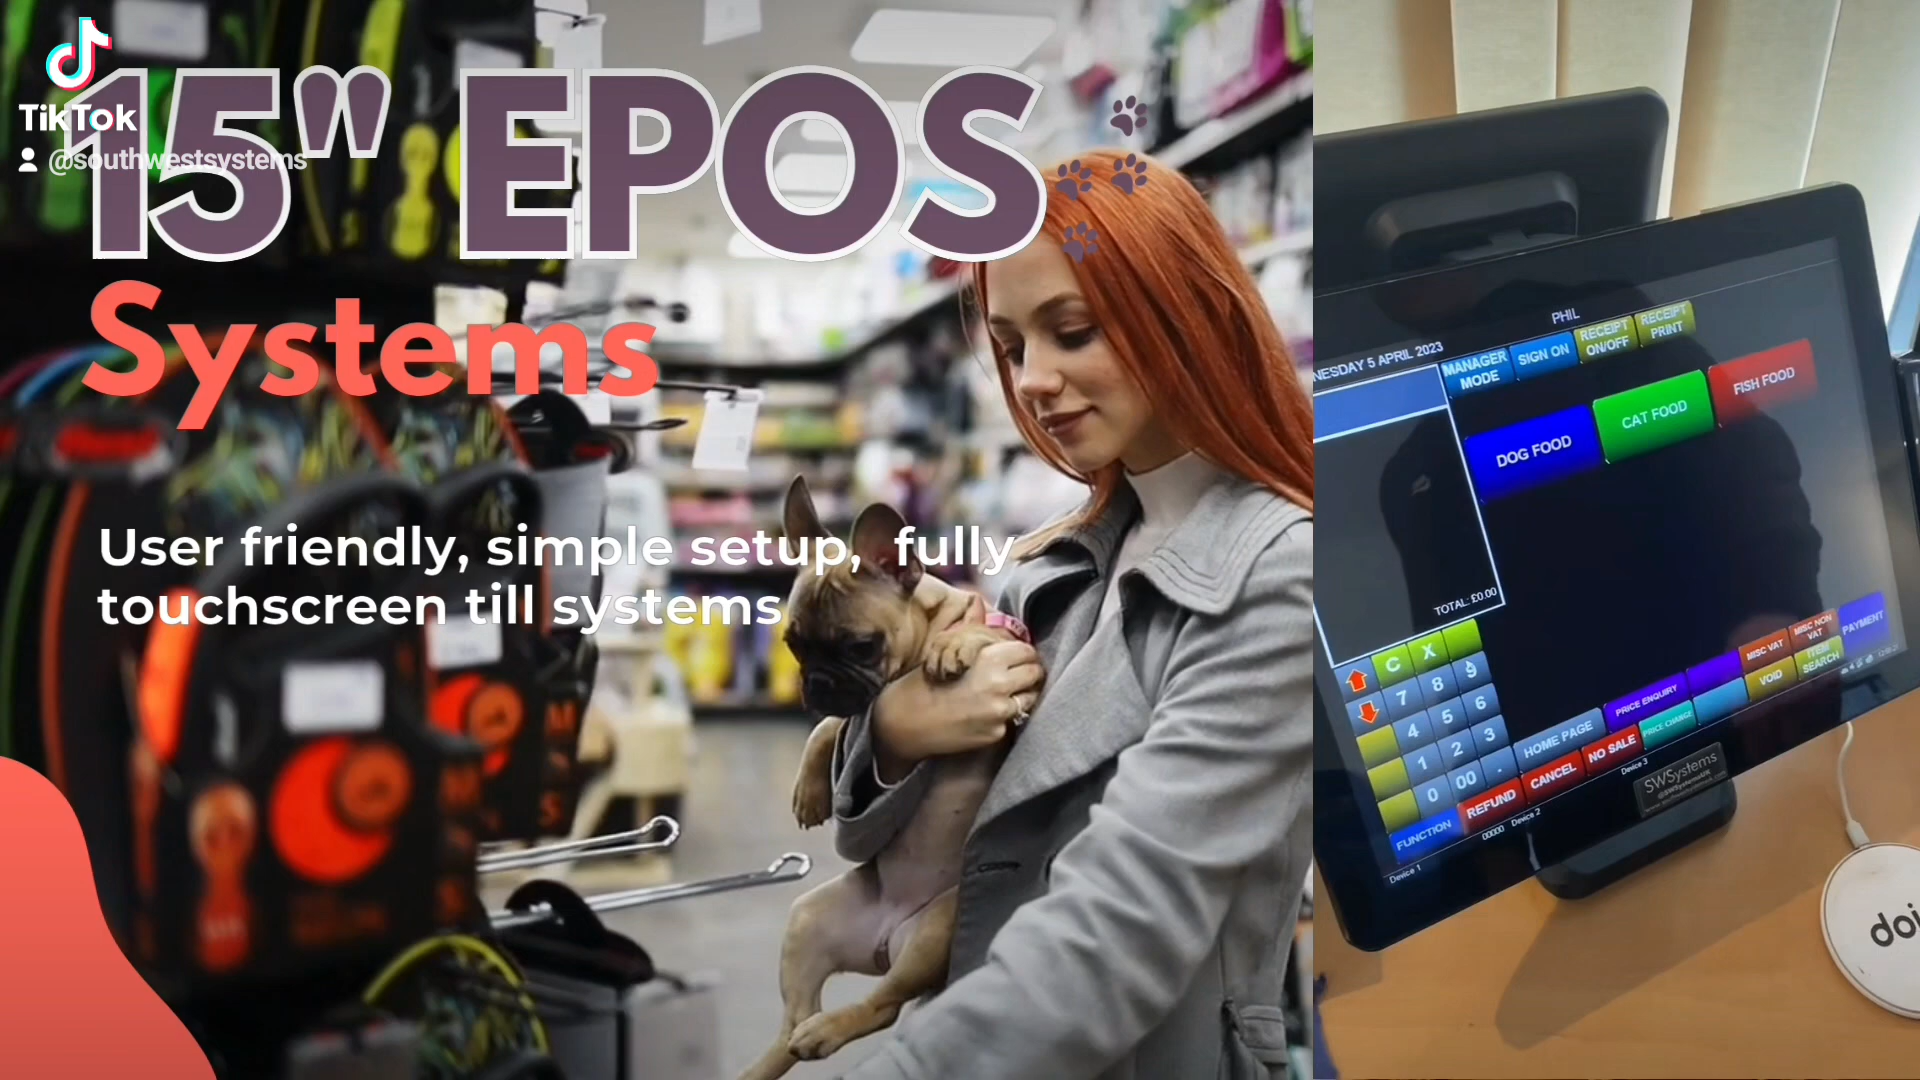 TikTok
@southwestsystems
15" EPOS
Systems
User friendly, simple setup, fully
touchscreen till systems
PHIL
NESDAY 5 APRIL 2023
MANAGER
MODE
SIGN ON
RECEIPT
ON/OFF
RECEIPT
PRINT
DOG FOOD
CAT FOOD
FISH FOOD
TOTAL: £0.00
C X
7 8 9
4 5 6
1 2 3
0 00 .
FUNCTION
REFUND
CANCEL
NO SALE
HOME PAGE
PRICE ENQUIRY
PRICE CHANGE
MISC VAT
MISC NON
VAT
PAYMENT
VOID
ITEM
SEARCH
Device 1
00000
Device 2
Device 3
SWSystems
doj